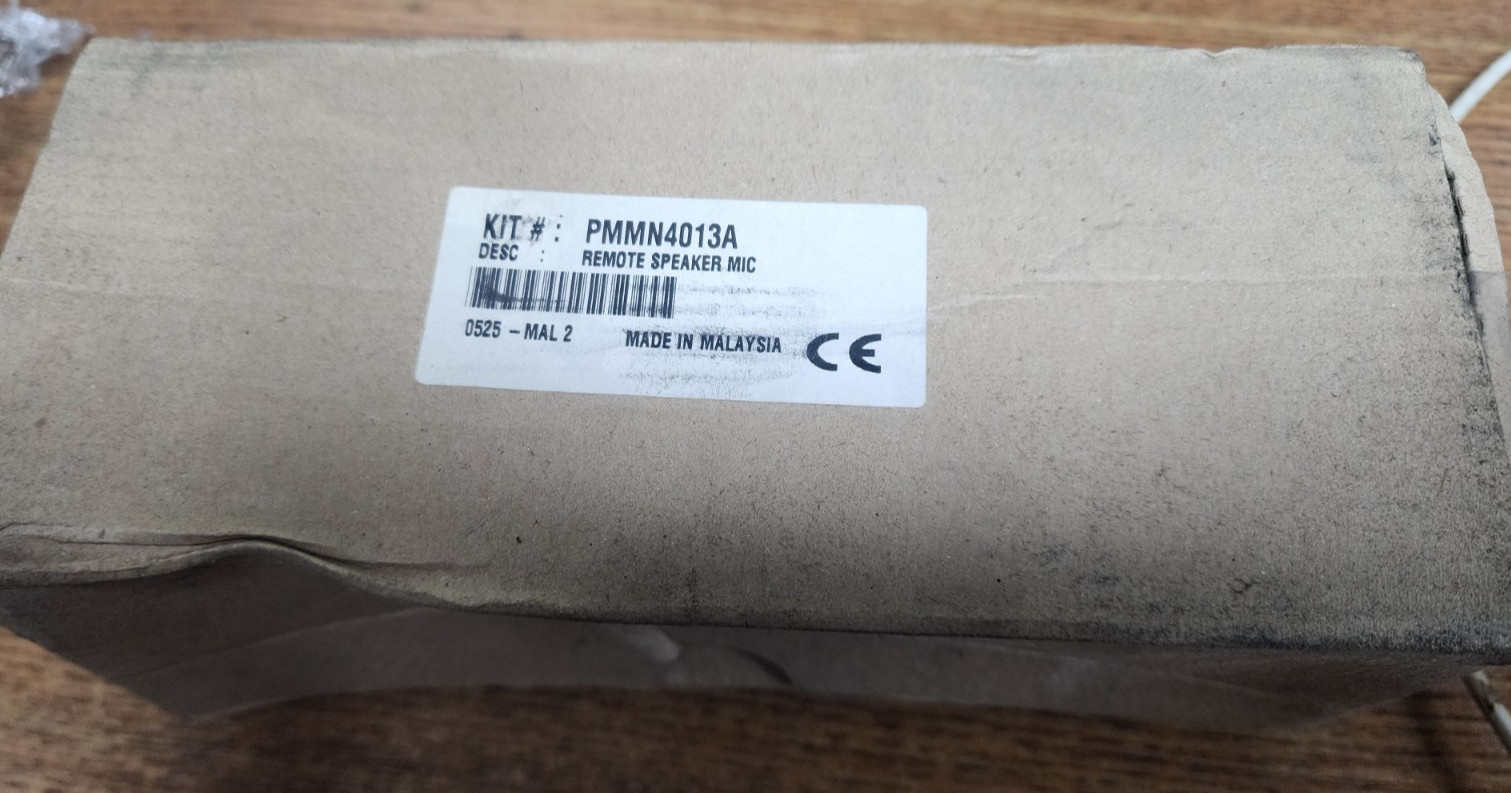 KIT # : PMMN4013A
DESC : REMOTE SPEAKER MIC
0525 - MAL 2 MADE IN MALAYSIA CE